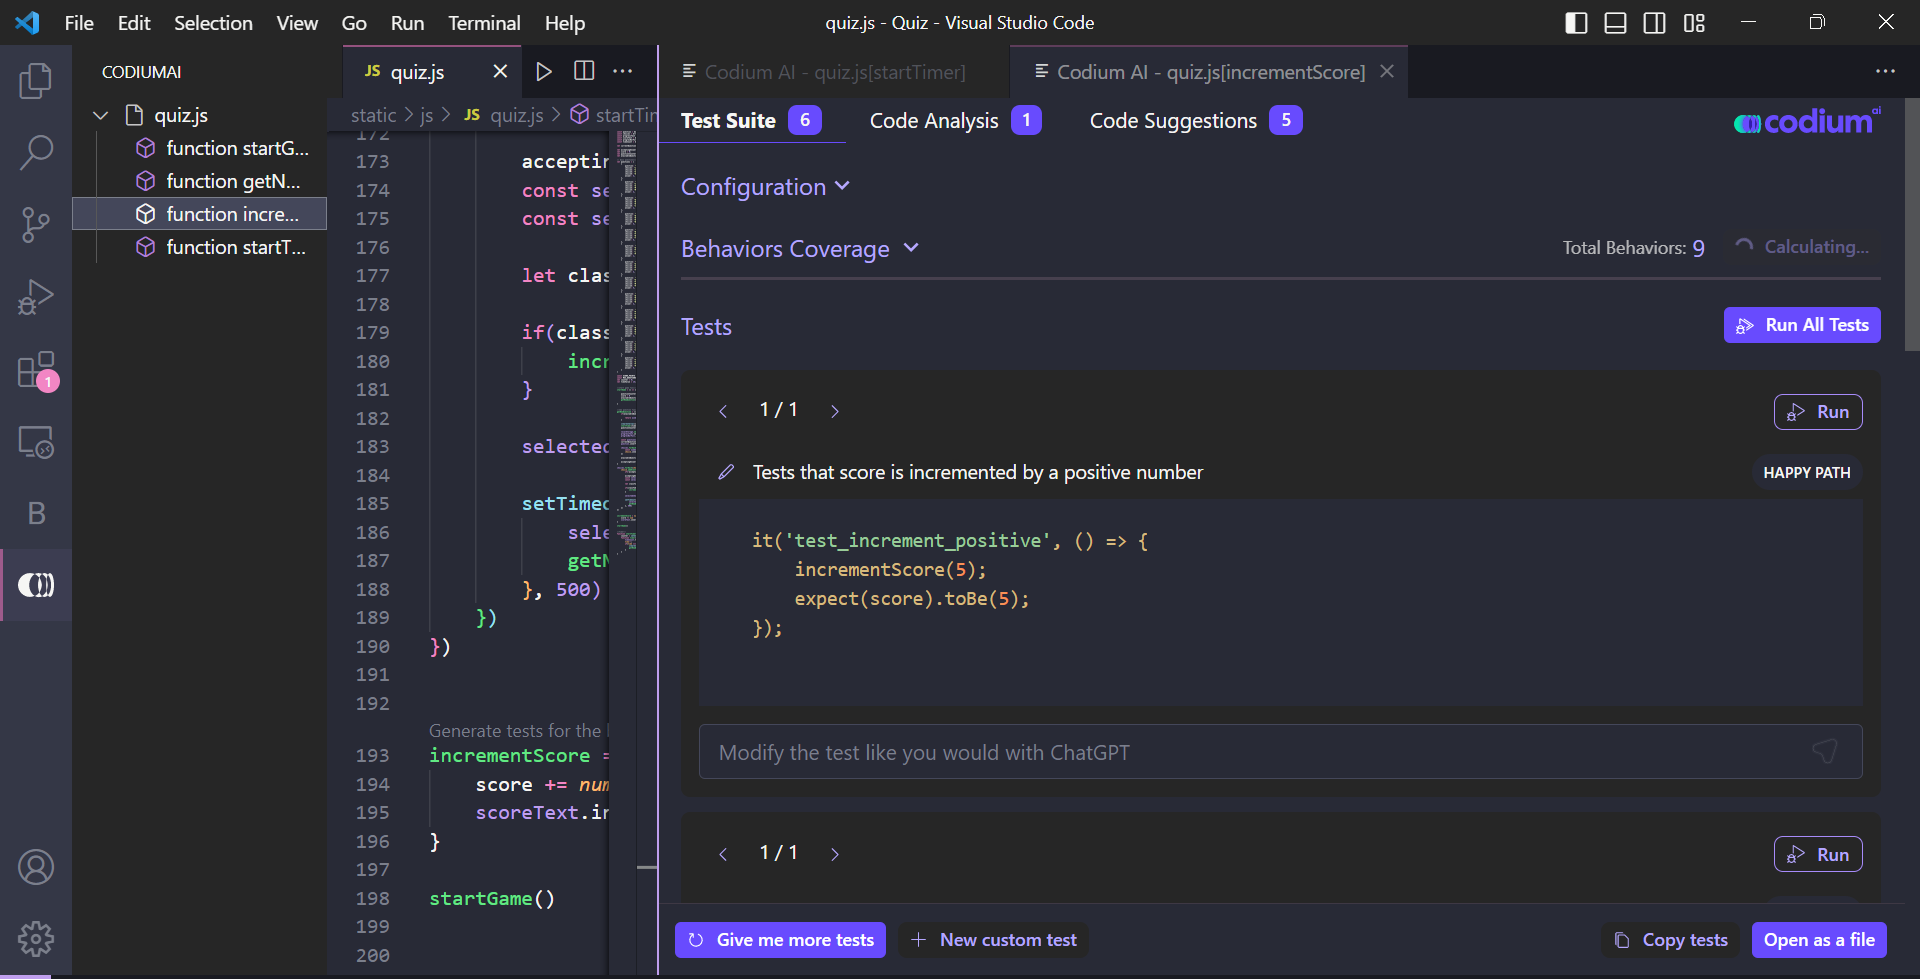 File Edit Selection View Go Run Terminal Help
quiz.js - Quiz - Visual Studio Code
CODIUMAI
quiz.js
function startG...
function getN...
function incre...
function startT...
1
B
JS quiz.js
static > js > JS quiz.js > startTim
172
173 acceptin
174 const se
175 const se
176
177 let clas
178
179 if(class
180 incr
181 }
182
183 selected
184
185 setTimeo
186 sele
187 getN
188 }, 500)
189 })
190 })
191
192
Generate tests for the
193 incrementScore =
194 score += num
195 scoreText.in
196 }
197
198 startGame()
199
200
Codium AI - quiz.js[startTimer]
Codium AI - quiz.js[incrementScore]
Test Suite 6
Code Analysis 1
Code Suggestions 5
codium ai
Configuration
Behaviors Coverage
Total Behaviors: 9
Calculating...
Tests
Run All Tests
1 / 1
Run
Tests that score is incremented by a positive number
HAPPY PATH
it('test_increment_positive', () => {
incrementScore(5);
expect(score).toBe(5);
});
Modify the test like you would with ChatGPT
1 / 1
Run
Give me more tests
New custom test
Copy tests
Open as a file